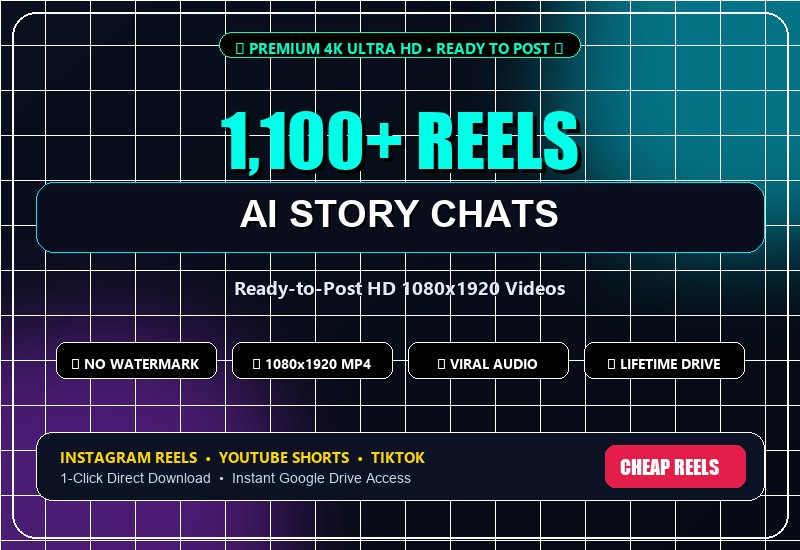 PREMIUM 4K ULTRA HD • READY TO POST
1,100+ REELS
AI STORY CHATS
Ready-to-Post HD 1080x1920 Videos
NO WATERMARK
1080x1920 MP4
VIRAL AUDIO
LIFETIME DRIVE
INSTAGRAM REELS • YOUTUBE SHORTS • TIKTOK
1-Click Direct Download • Instant Google Drive Access
CHEAP REELS